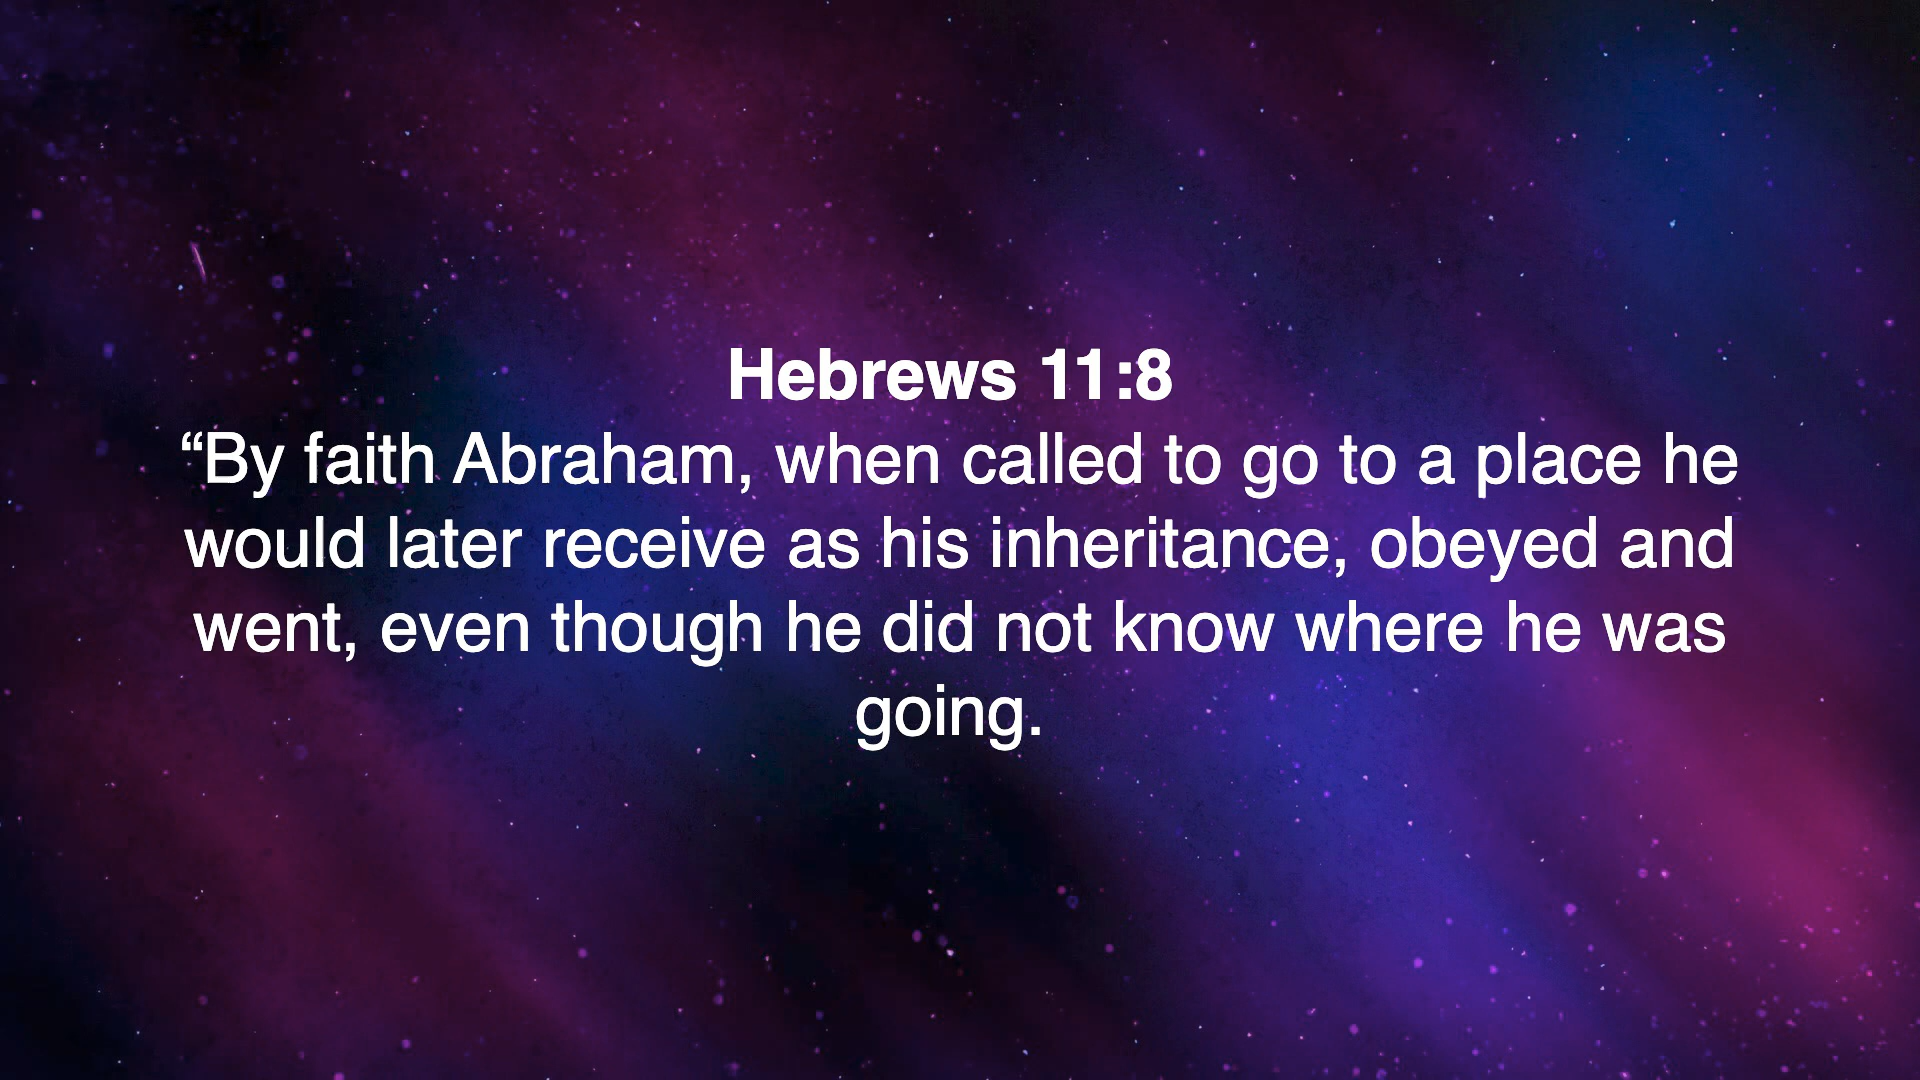 Hebrews 11:8
“By faith Abraham, when called to go to a place he
would later receive as his inheritance, obeyed and
went, even though he did not know where he was
going.